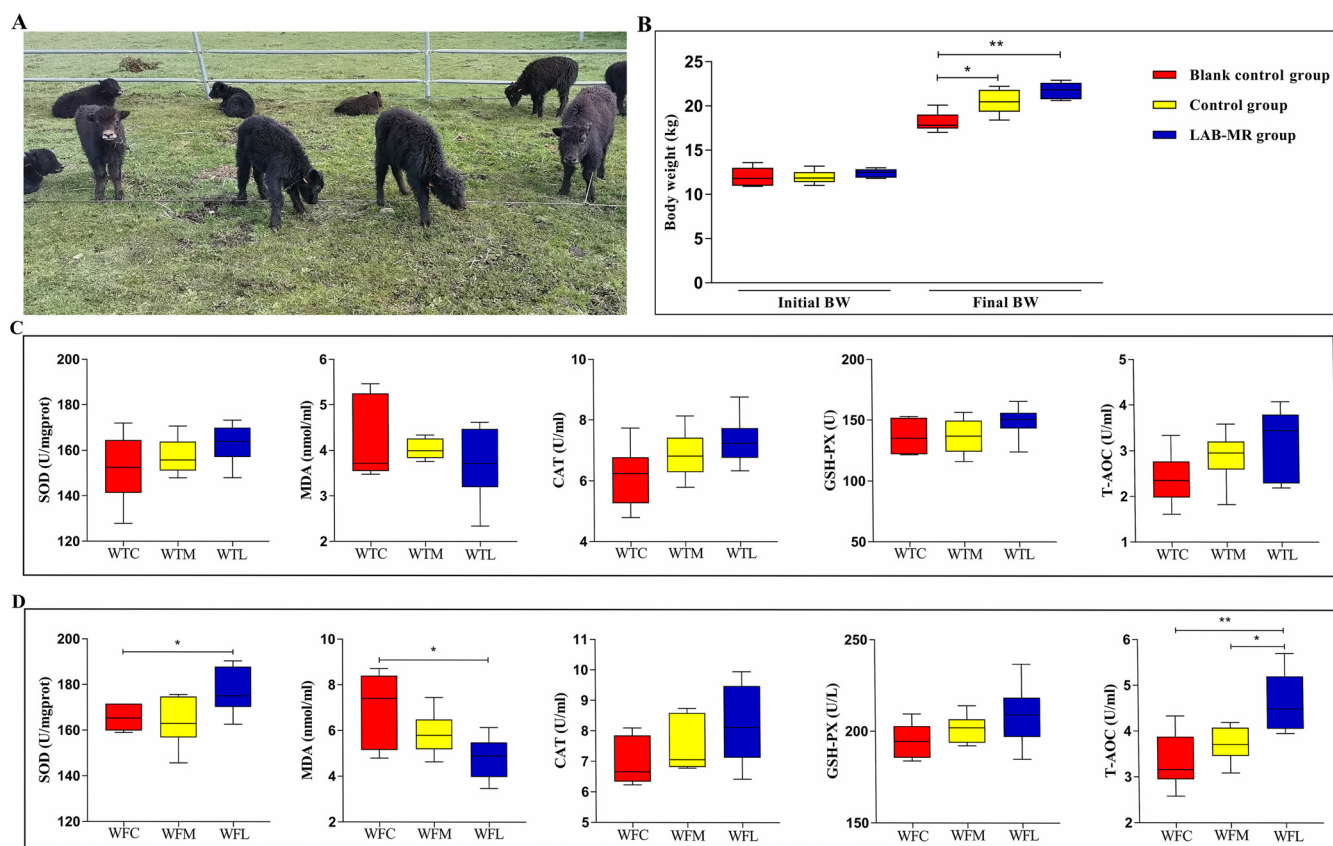 A
B
Body weight (kg)
25
20
15
10
5
0
Initial BW
Final BW
*
**
Blank control group
Control group
LAB-MR group
C
SOD (U/mgprot)
200
180
160
140
120
WTC WTM WTL
MDA (nmol/ml)
6
5
4
3
2
WTC WTM WTL
CAT (U/ml)
10
8
6
4
WTC WTM WTL
GSH-PX (U)
200
150
100
50
WTC WTM WTL
T-AOC (U/ml)
5
4
3
2
1
WTC WTM WTL
D
SOD (U/mgprot)
200
180
160
140
120
*
WFC WFM WFL
MDA (nmol/ml)
10
8
6
4
2
*
WFC WFM WFL
CAT (U/ml)
11
10
9
8
7
6
5
WFC WFM WFL
GSH-PX (U/L)
250
200
150
WFC WFM WFL
T-AOC (U/ml)
6
5
4
3
2
**
*
WFC WFM WFL